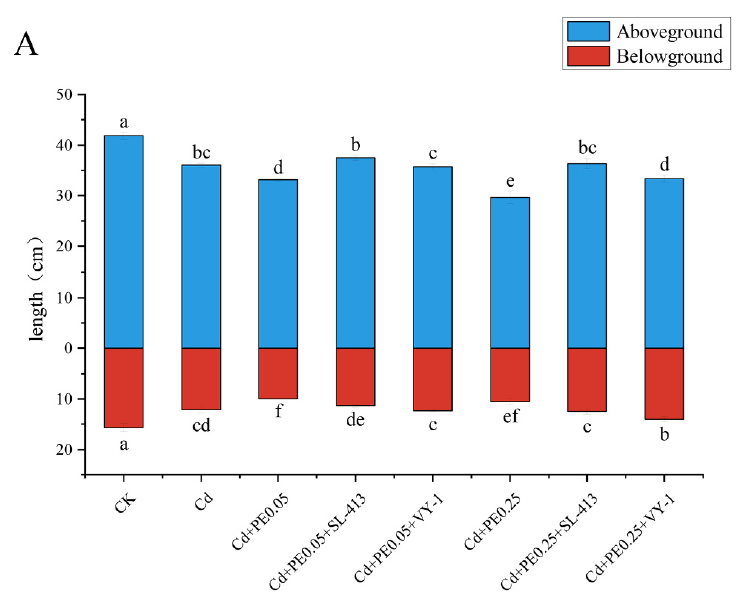 A
Aboveground
Belowground
length（cm）
50
40
30
20
10
0
10
20
a
bc
d
b
c
e
bc
d
a
cd
f
de
c
ef
c
b
CK
Cd
Cd+PE0.05
Cd+PE0.05+SL-413
Cd+PE0.05+VY-1
Cd+PE0.25
Cd+PE0.25+SL-413
Cd+PE0.25+VY-1